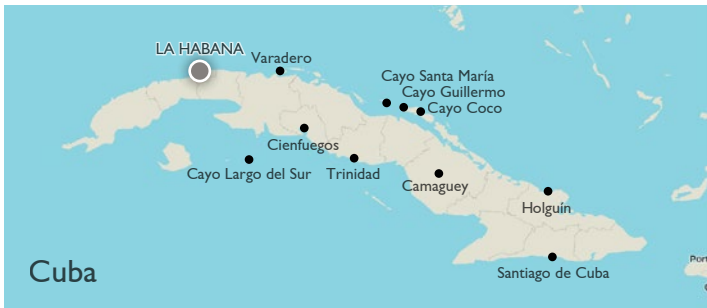 LA HABANA
Varadero
Cayo Santa María
Cayo Guillermo
Cayo Coco
Cienfuegos
Cayo Largo del Sur
Trinidad
Camaguey
Holguín
Santiago de Cuba
Cuba